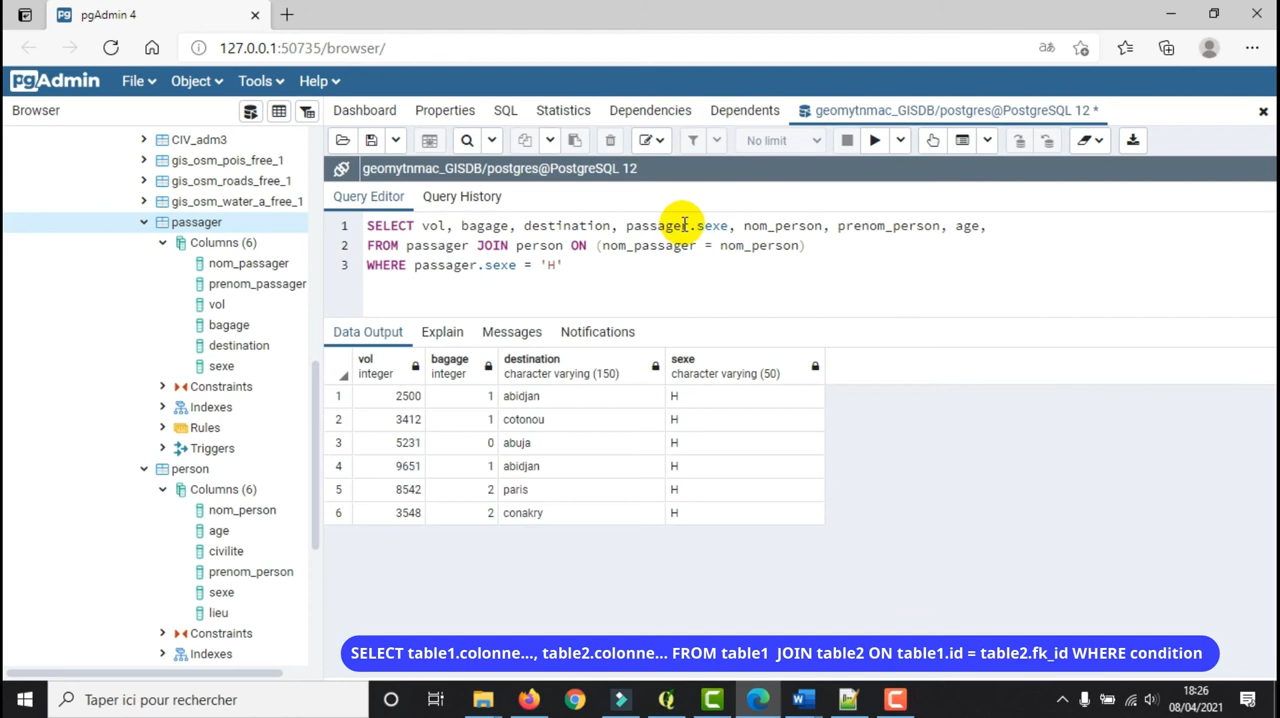 pgAdmin 4
127.0.0.1:50735/browser/
pgAdmin File Object Tools Help
Browser
Dashboard Properties SQL Statistics Dependencies Dependents geomytnmac_GISDB/postgres@PostgreSQL 12 *
No limit
geomytnmac_GISDB/postgres@PostgreSQL 12
Query Editor Query History
CIV_adm3
gis_osm_pois_free_1
gis_osm_roads_free_1
gis_osm_water_a_free_1
passager
Columns (6)
nom_passager
prenom_passager
vol
bagage
destination
sexe
Constraints
Indexes
Rules
Triggers
person
Columns (6)
nom_person
age
civilite
prenom_person
sexe
lieu
Constraints
Indexes
1 SELECT vol, bagage, destination, passager.sexe, nom_person, prenom_person, age,
2 FROM passager JOIN person ON (nom_passager = nom_person)
3 WHERE passager.sexe = 'H'
Data Output Explain Messages Notifications
vol bagage destination sexe
integer integer character varying (150) character varying (50)
1 2500 1 abidjan H
2 3412 1 cotonou H
3 5231 0 abuja H
4 9651 1 abidjan H
5 8542 2 paris H
6 3548 2 conakry H
SELECT table1.colonne..., table2.colonne... FROM table1 JOIN table2 ON table1.id = table2.fk_id WHERE condition
Taper ici pour rechercher
18:26
08/04/2021